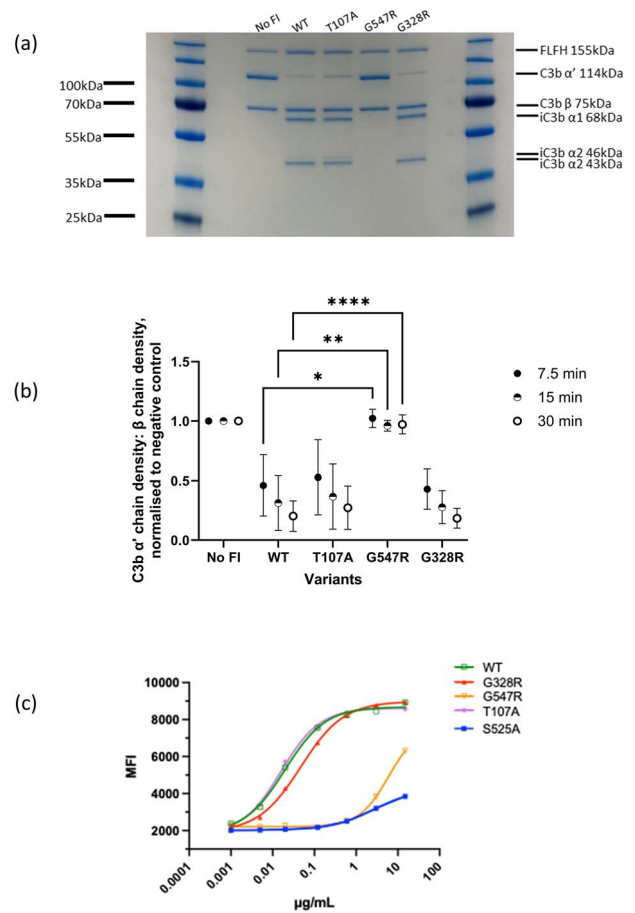 (a)
No FI WT T107A G547R G328R
100kDa
70kDa
55kDa
35kDa
25kDa
FLFH 155kDa
C3b α’ 114kDa
C3b β 75kDa
iC3b α1 68kDa
iC3b α2 46kDa
iC3b α2 43kDa
(b)
C3b α' chain density: β chain density,
normalised to negative control
1.5
1.0
0.5
0.0
****
**
*
No FI WT T107A G547R G328R
Variants
7.5 min
15 min
30 min
(c)
MFI
10000
8000
6000
4000
2000
0.0001 0.001 0.01 0.1 1 10 100
µg/mL
WT
G328R
G547R
T107A
S525A